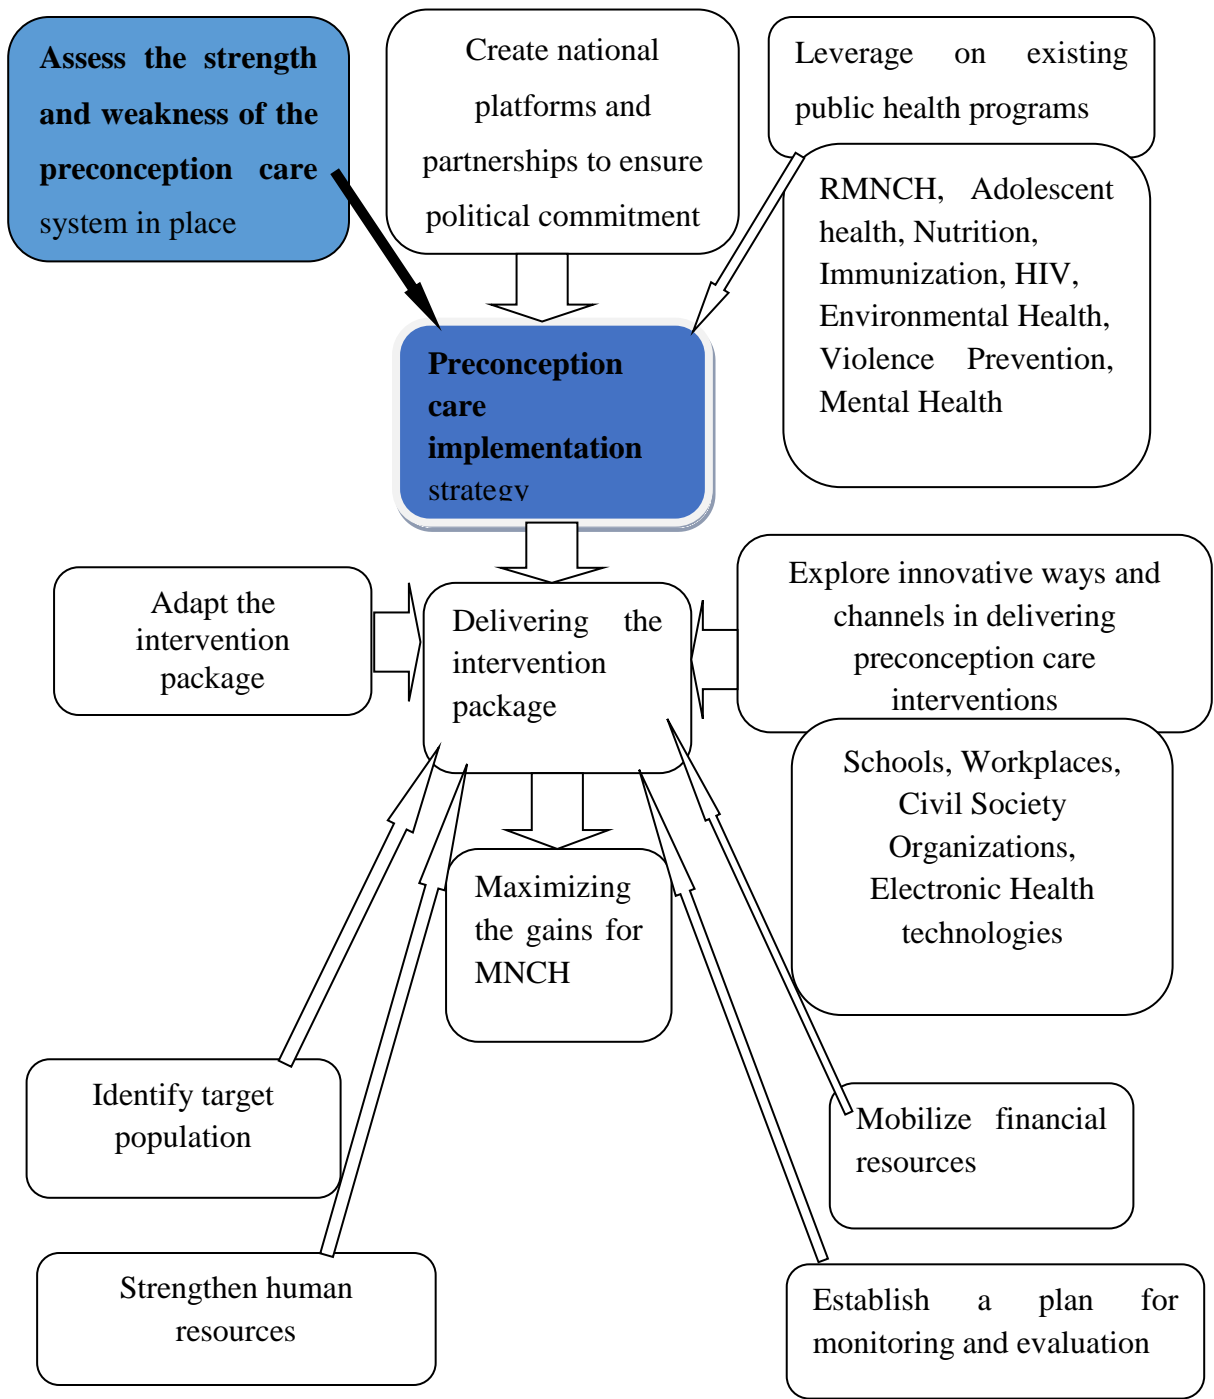 Assess the strength
and weakness of the
preconception care
system in place
Create national
platforms and
partnerships to ensure
political commitment
Leverage on existing
public health programs
RMNCH, Adolescent
health, Nutrition,
Immunization, HIV,
Environmental Health,
Violence Prevention,
Mental Health
Preconception
care
implementation
strategy
Adapt the
intervention
package
Delivering the
intervention
package
Explore innovative ways and
channels in delivering
preconception care
interventions
Schools, Workplaces,
Civil Society
Organizations,
Electronic Health
technologies
Maximizing
the gains for
MNCH
Identify target
population
Mobilize financial
resources
Strengthen human
resources
Establish a plan for
monitoring and evaluation